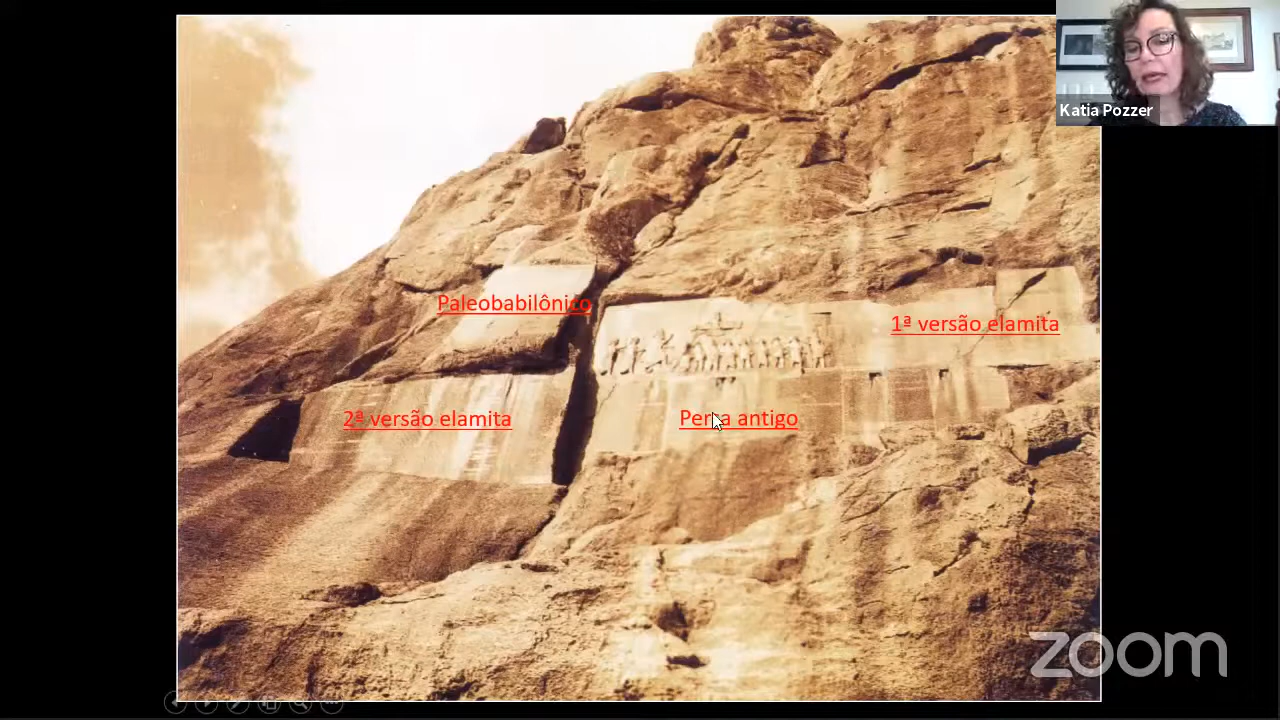 Katia Pozzer
Paleobabilônico
1ª versão elamita
2ª versão elamita
Persa antigo
zoom